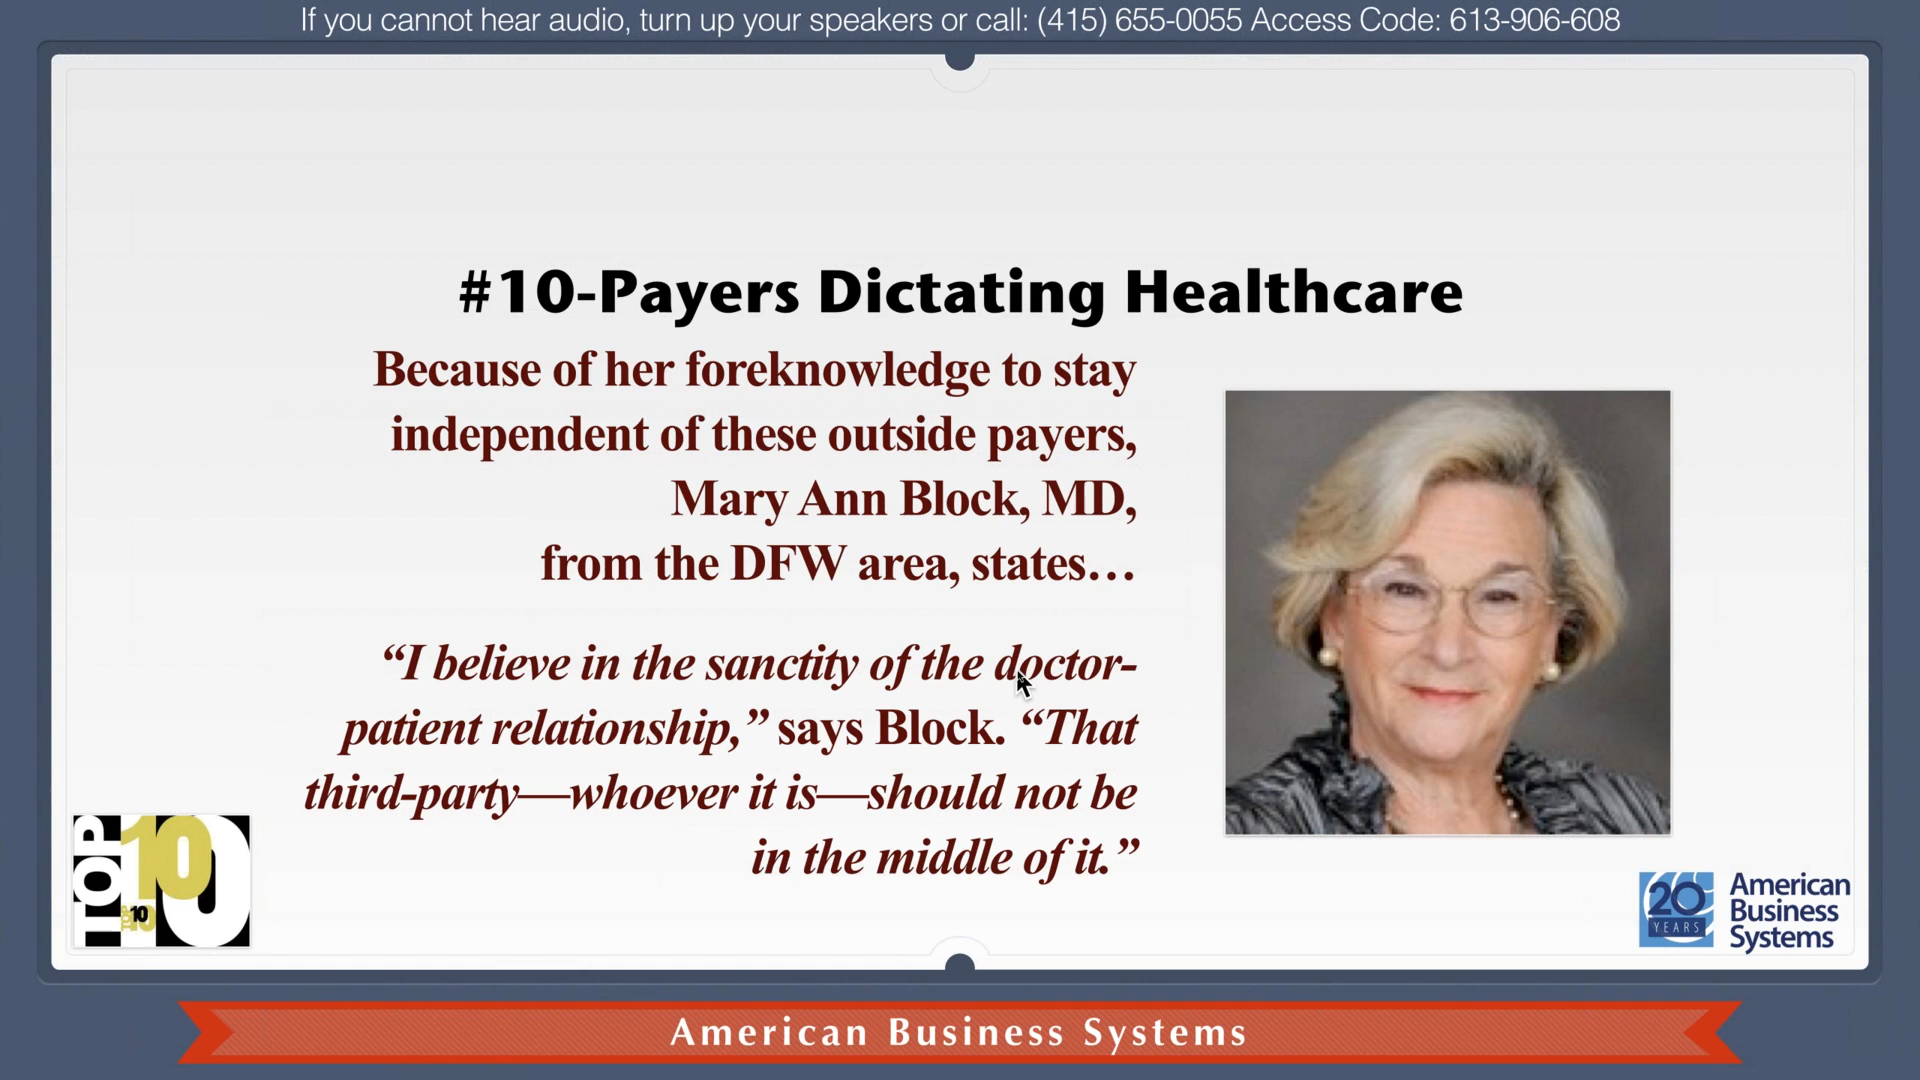 If you cannot hear audio, turn up your speakers or call: (415) 655-0055 Access Code: 613-906-608
#10-Payers Dictating Healthcare
Because of her foreknowledge to stay
independent of these outside payers,
Mary Ann Block, MD,
from the DFW area, states…
“I believe in the sanctity of the doctor-
patient relationship,” says Block. “That
third-party—whoever it is—should not be
in the middle of it.”
TOP
10
10
TOP
10
10
20
YEARS
American
Business
Systems
American Business Systems